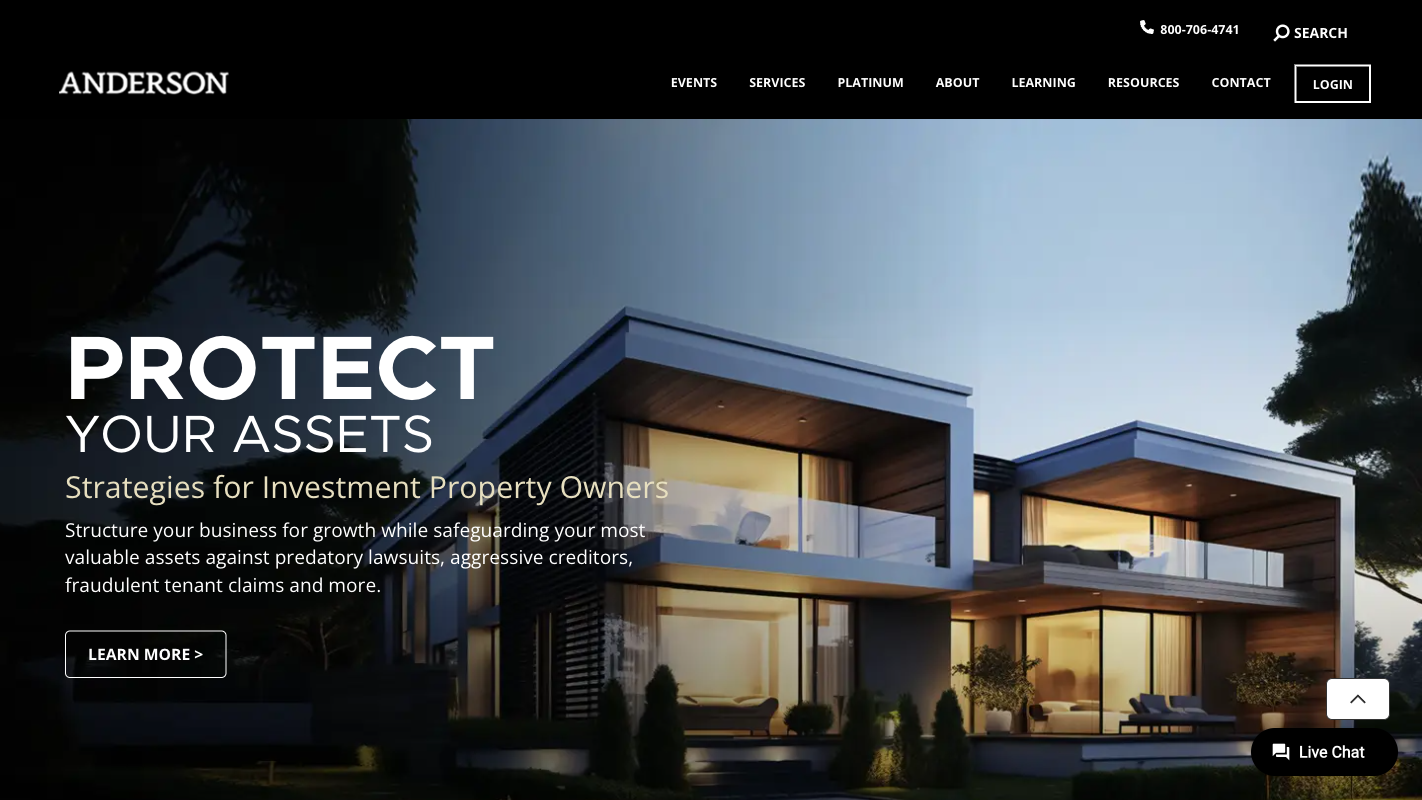 800-706-4741
SEARCH
ANDERSON
EVENTS SERVICES PLATINUM ABOUT LEARNING RESOURCES CONTACT LOGIN
PROTECT
YOUR ASSETS
Strategies for Investment Property Owners
Structure your business for growth while safeguarding your most
valuable assets against predatory lawsuits, aggressive creditors,
fraudulent tenant claims and more.
LEARN MORE >
Live Chat